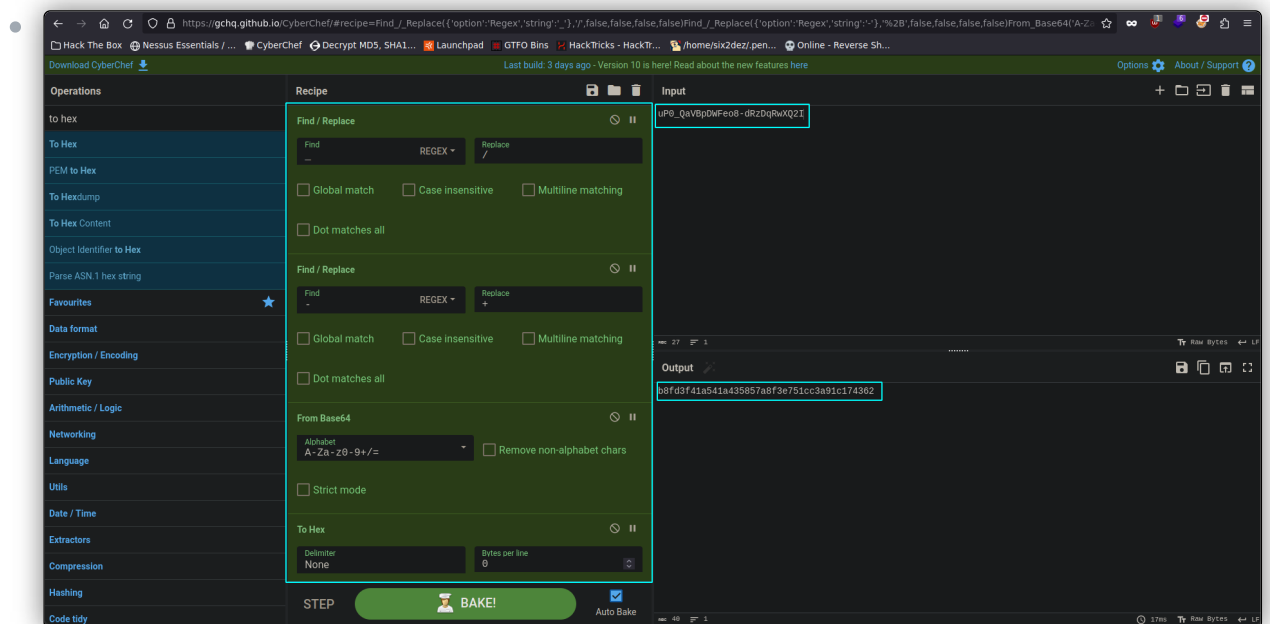 https://gchq.github.io/CyberChef/#recipe=Find_/_Replace({'option':'Regex','string':'_'},'/',false,false,false,false)Find_/_Replace({'option':'Regex','string':'-'},'%2B',false,false,false,false)From_Base64('A-Za
Hack The Box Nessus Essentials / ... CyberChef Decrypt MD5, SHA1... Launchpad GTFO Bins HackTricks - HackTr... /home/six2dez/.pen... Online - Reverse Sh...
Download CyberChef Last build: 3 days ago - Version 10 is here! Read about the new features here Options About / Support
Operations
to hex
To Hex
PEM to Hex
To Hexdump
To Hex Content
Object Identifier to Hex
Parse ASN.1 hex string
Favourites
Data format
Encryption / Encoding
Public Key
Arithmetic / Logic
Networking
Language
Utils
Date / Time
Extractors
Compression
Hashing
Code tidy
Recipe
Find / Replace
Find
_
REGEX
Replace
/
Global match Case insensitive Multiline matching
Dot matches all
Find / Replace
Find
-
REGEX
Replace
+
Global match Case insensitive Multiline matching
Dot matches all
From Base64
Alphabet
A-Za-z0-9+/=
Remove non-alphabet chars
Strict mode
To Hex
Delimiter
None
Bytes per line
0
STEP BAKE! Auto Bake
Input
uP0_QaVBpDWFeo8-dRzDqRwXQ2I
27 1 Raw Bytes LF
Output
b8fd3f41a541a435857a8f3e751cc3a91c174362
40 1 17ms Raw Bytes LF